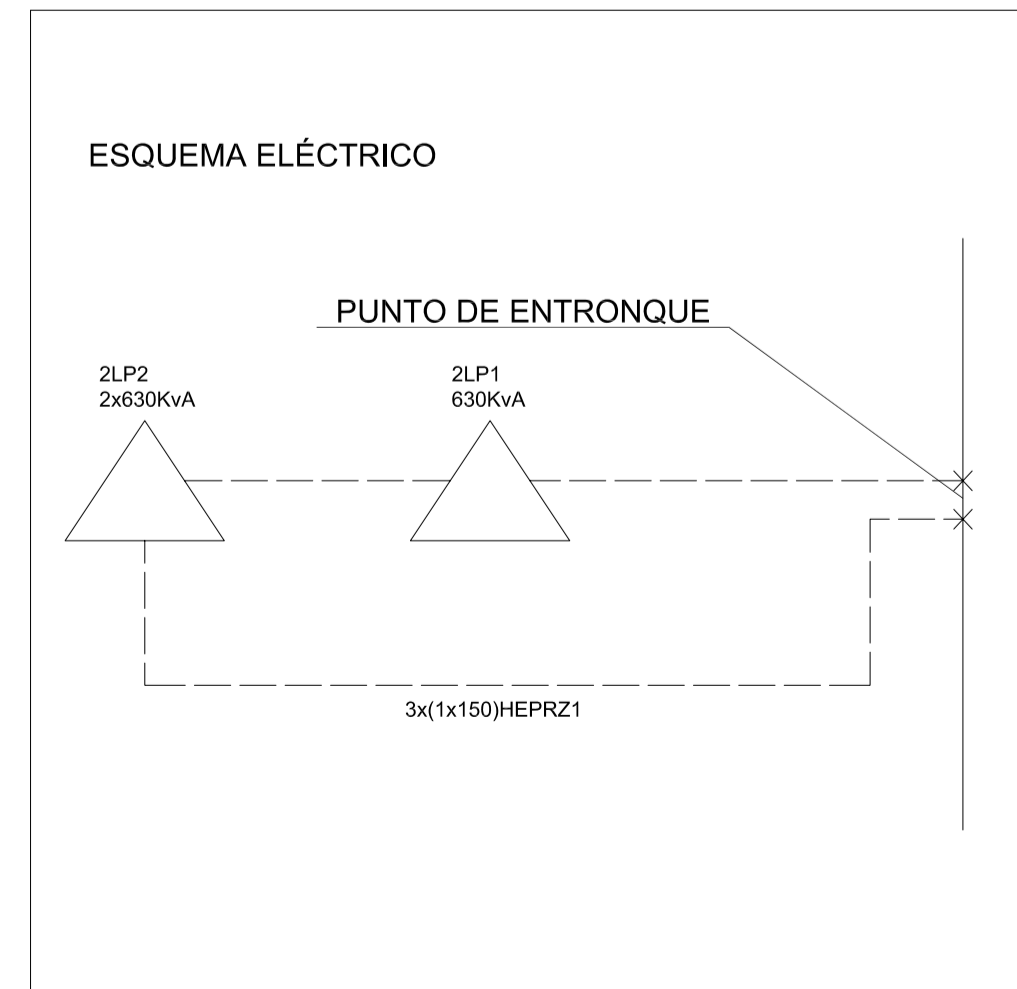 ESQUEMA ELÉCTRICO
PUNTO DE ENTRONQUE
2LP2
2x630KvA
2LP1
630KvA
3x(1x150)HEPRZ1